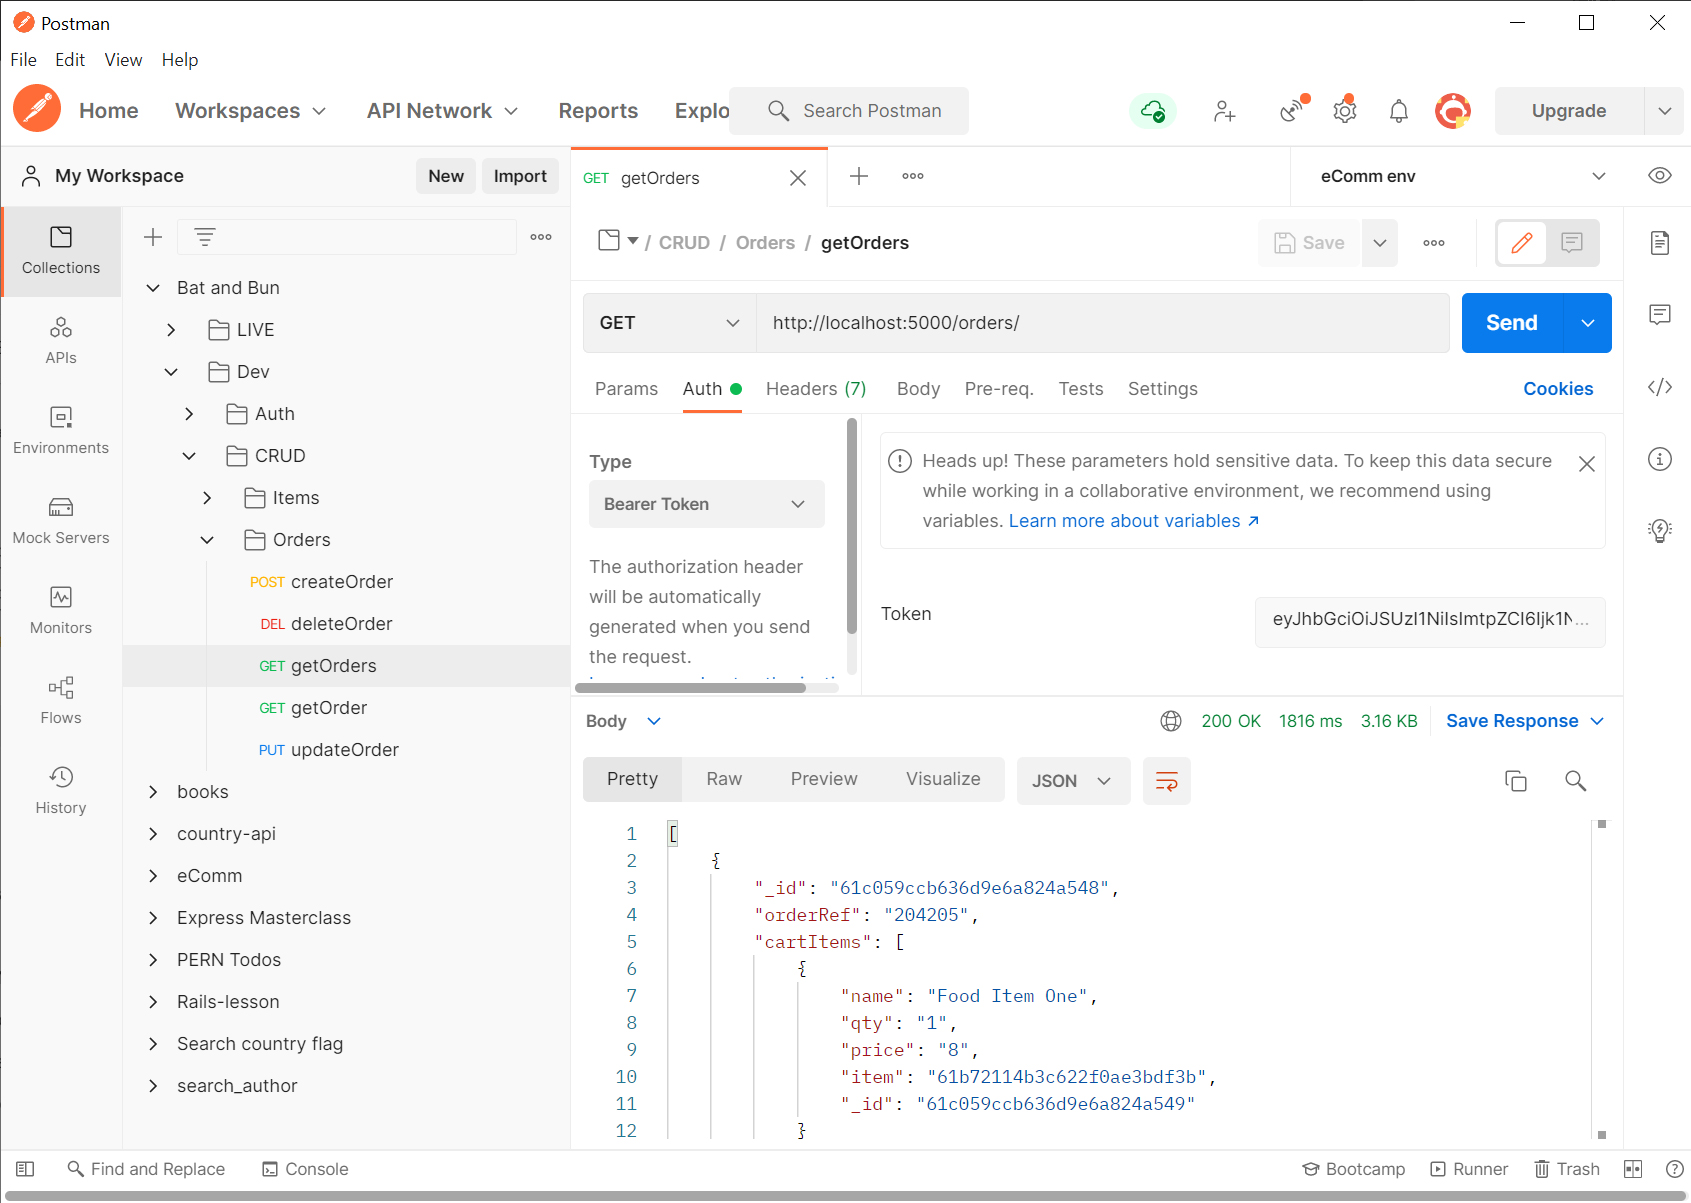 Postman
File Edit View Help
Home Workspaces API Network Reports Explo Search Postman Upgrade
My Workspace New Import GET getOrders eComm env
Collections
APIs
Environments
Mock Servers
Monitors
Flows
History
Bat and Bun
LIVE
Dev
Auth
CRUD
Items
Orders
POST createOrder
DEL deleteOrder
GET getOrders
GET getOrder
PUT updateOrder
books
country-api
eComm
Express Masterclass
PERN Todos
Rails-lesson
Search country flag
search_author
/ CRUD / Orders / getOrders Save
GET http://localhost:5000/orders/ Send
Params Auth Headers (7) Body Pre-req. Tests Settings Cookies
Type
Bearer Token
The authorization header
will be automatically
generated when you send
the request.
Heads up! These parameters hold sensitive data. To keep this data secure
while working in a collaborative environment, we recommend using
variables. Learn more about variables ↗
Token eyJhbGciOiJSUzI1NiIsImtpZCI6Ijk1N...
Body 200 OK 1816 ms 3.16 KB Save Response
Pretty Raw Preview Visualize JSON
1 [
2 {
3 "_id": "61c059ccb636d9e6a824a548",
4 "orderRef": "204205",
5 "cartItems": [
6 {
7 "name": "Food Item One",
8 "qty": "1",
9 "price": "8",
10 "item": "61b72114b3c622f0ae3bdf3b",
11 "_id": "61c059ccb636d9e6a824a549"
12 }
Find and Replace Console Bootcamp Runner Trash